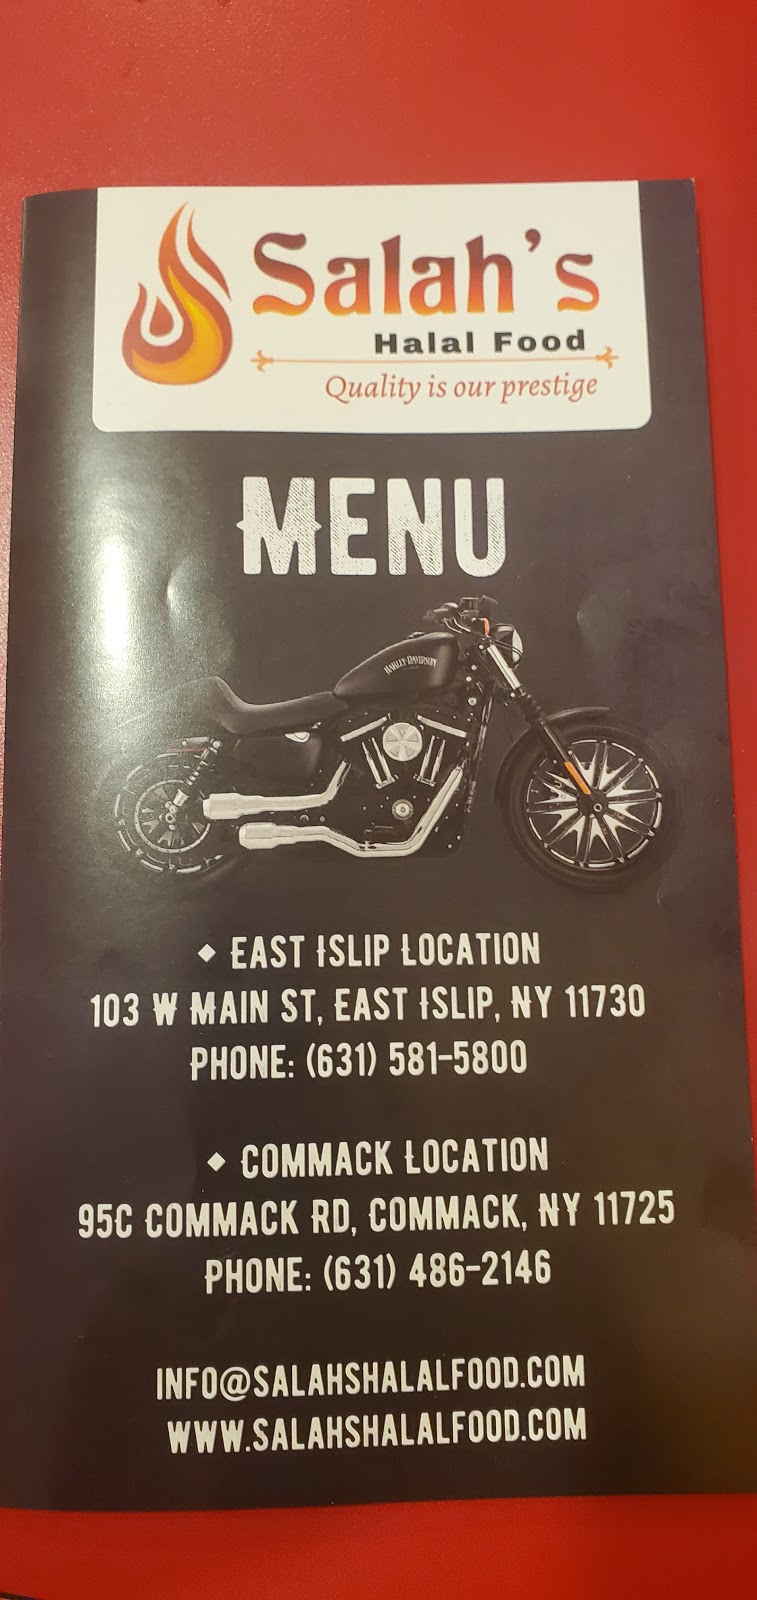 Salah's
Halal Food
Quality is our prestige
MENU
HARLEY-DAVIDSON
◆ EAST ISLIP LOCATION
103 W MAIN ST, EAST ISLIP, NY 11730
PHONE: (631) 581-5800
◆ COMMACK LOCATION
95C COMMACK RD, COMMACK, NY 11725
PHONE: (631) 486-2146
INFO@SALAHSHALALFOOD.COM
WWW.SALAHSHALALFOOD.COM